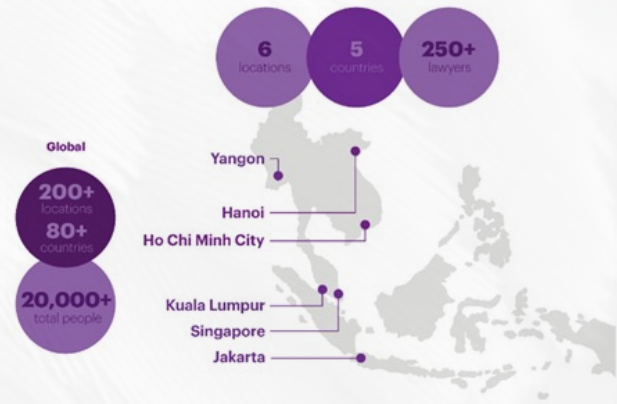 6
locations
5
countries
250+
lawyers
Global
200+
locations
80+
countries
20,000+
total people
Yangon
Hanoi
Ho Chi Minh City
Kuala Lumpur
Singapore
Jakarta